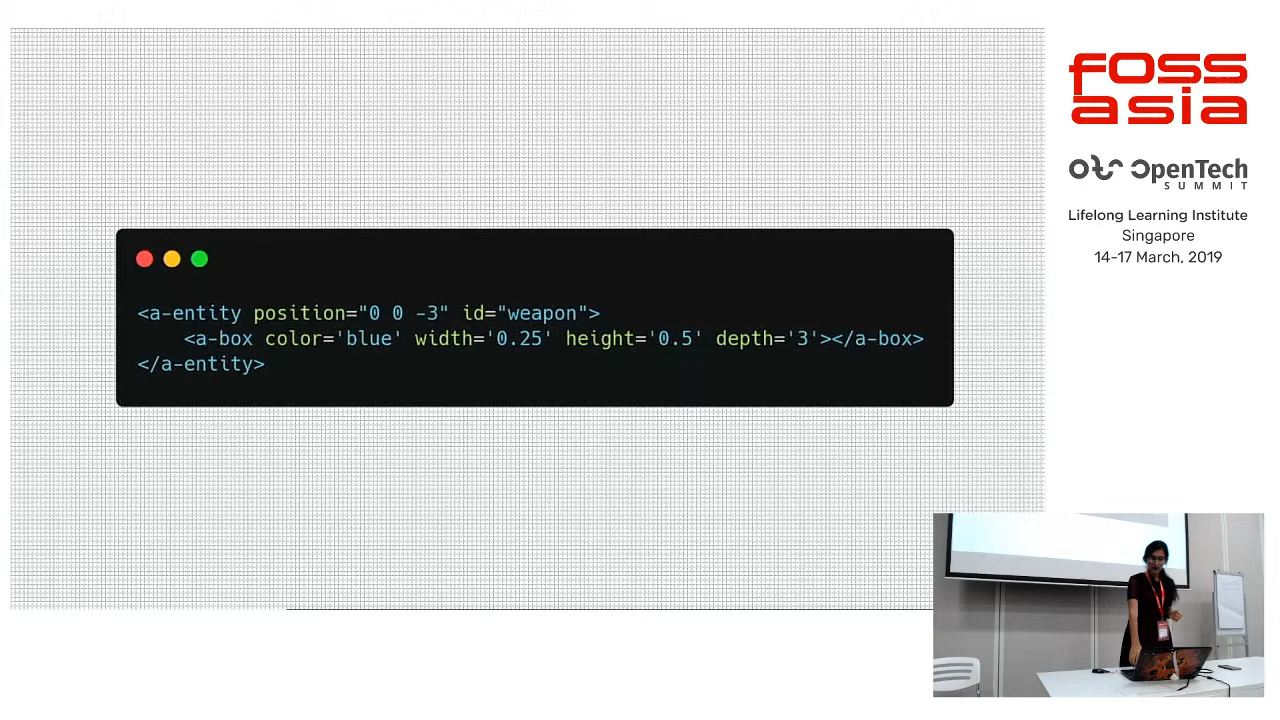 <a-entity position="0 0 -3" id="weapon">
<a-box color='blue' width='0.25' height='0.5' depth='3'></a-box>
</a-entity>
fOSS
asia
OpenTech
SUMMIT
Lifelong Learning Institute
Singapore
14-17 March, 2019